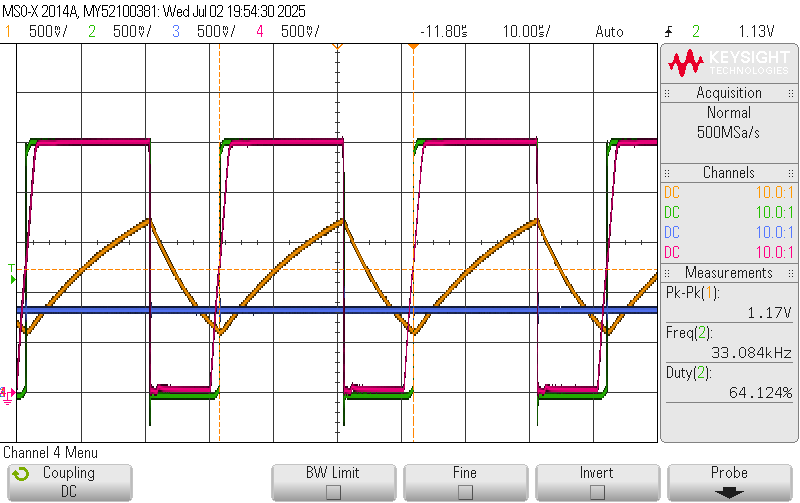 MSO-X 2014A, MY52100381: Wed Jul 02 19:54:30 2025
1 500mV/ 2 500mV/ 3 500mV/ 4 500mV/ -11.80s 10.00s/ Auto 2 1.13V
KEYSIGHT
TECHNOLOGIES
Acquisition
Normal
500MSa/s
Channels
DC 10.0:1
DC 10.0:1
DC 10.0:1
DC 10.0:1
Measurements
Pk-Pk(1):
1.17V
Freq(2):
33.084kHz
Duty(2):
64.124%
T
Channel 4 Menu
Coupling
DC
BW Limit
Fine
Invert
Probe